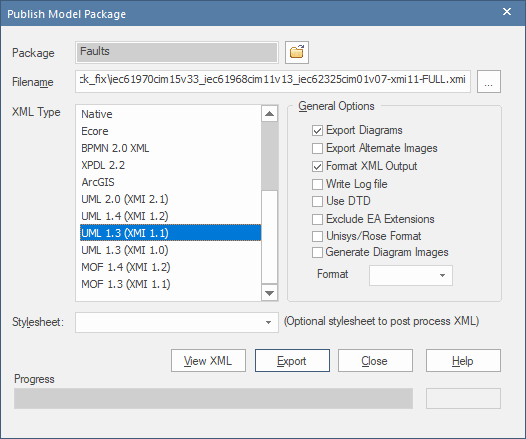 Publish Model Package
Package
Faults
Filename
ck_fix\iec61970cim15v33_iec61968cim11v13_iec62325cim01v07-xmi11-FULL.xmi
...
XML Type
Native
Ecore
BPMN 2.0 XML
XPDL 2.2
ArcGIS
UML 2.0 (XMI 2.1)
UML 1.4 (XMI 1.2)
UML 1.3 (XMI 1.1)
UML 1.3 (XMI 1.0)
MOF 1.4 (XMI 1.2)
MOF 1.3 (XMI 1.1)
General Options
Export Diagrams
Export Alternate Images
Format XML Output
Write Log file
Use DTD
Exclude EA Extensions
Unisys/Rose Format
Generate Diagram Images
Format
Stylesheet:
(Optional stylesheet to post process XML)
View XML
Export
Close
Help
Progress